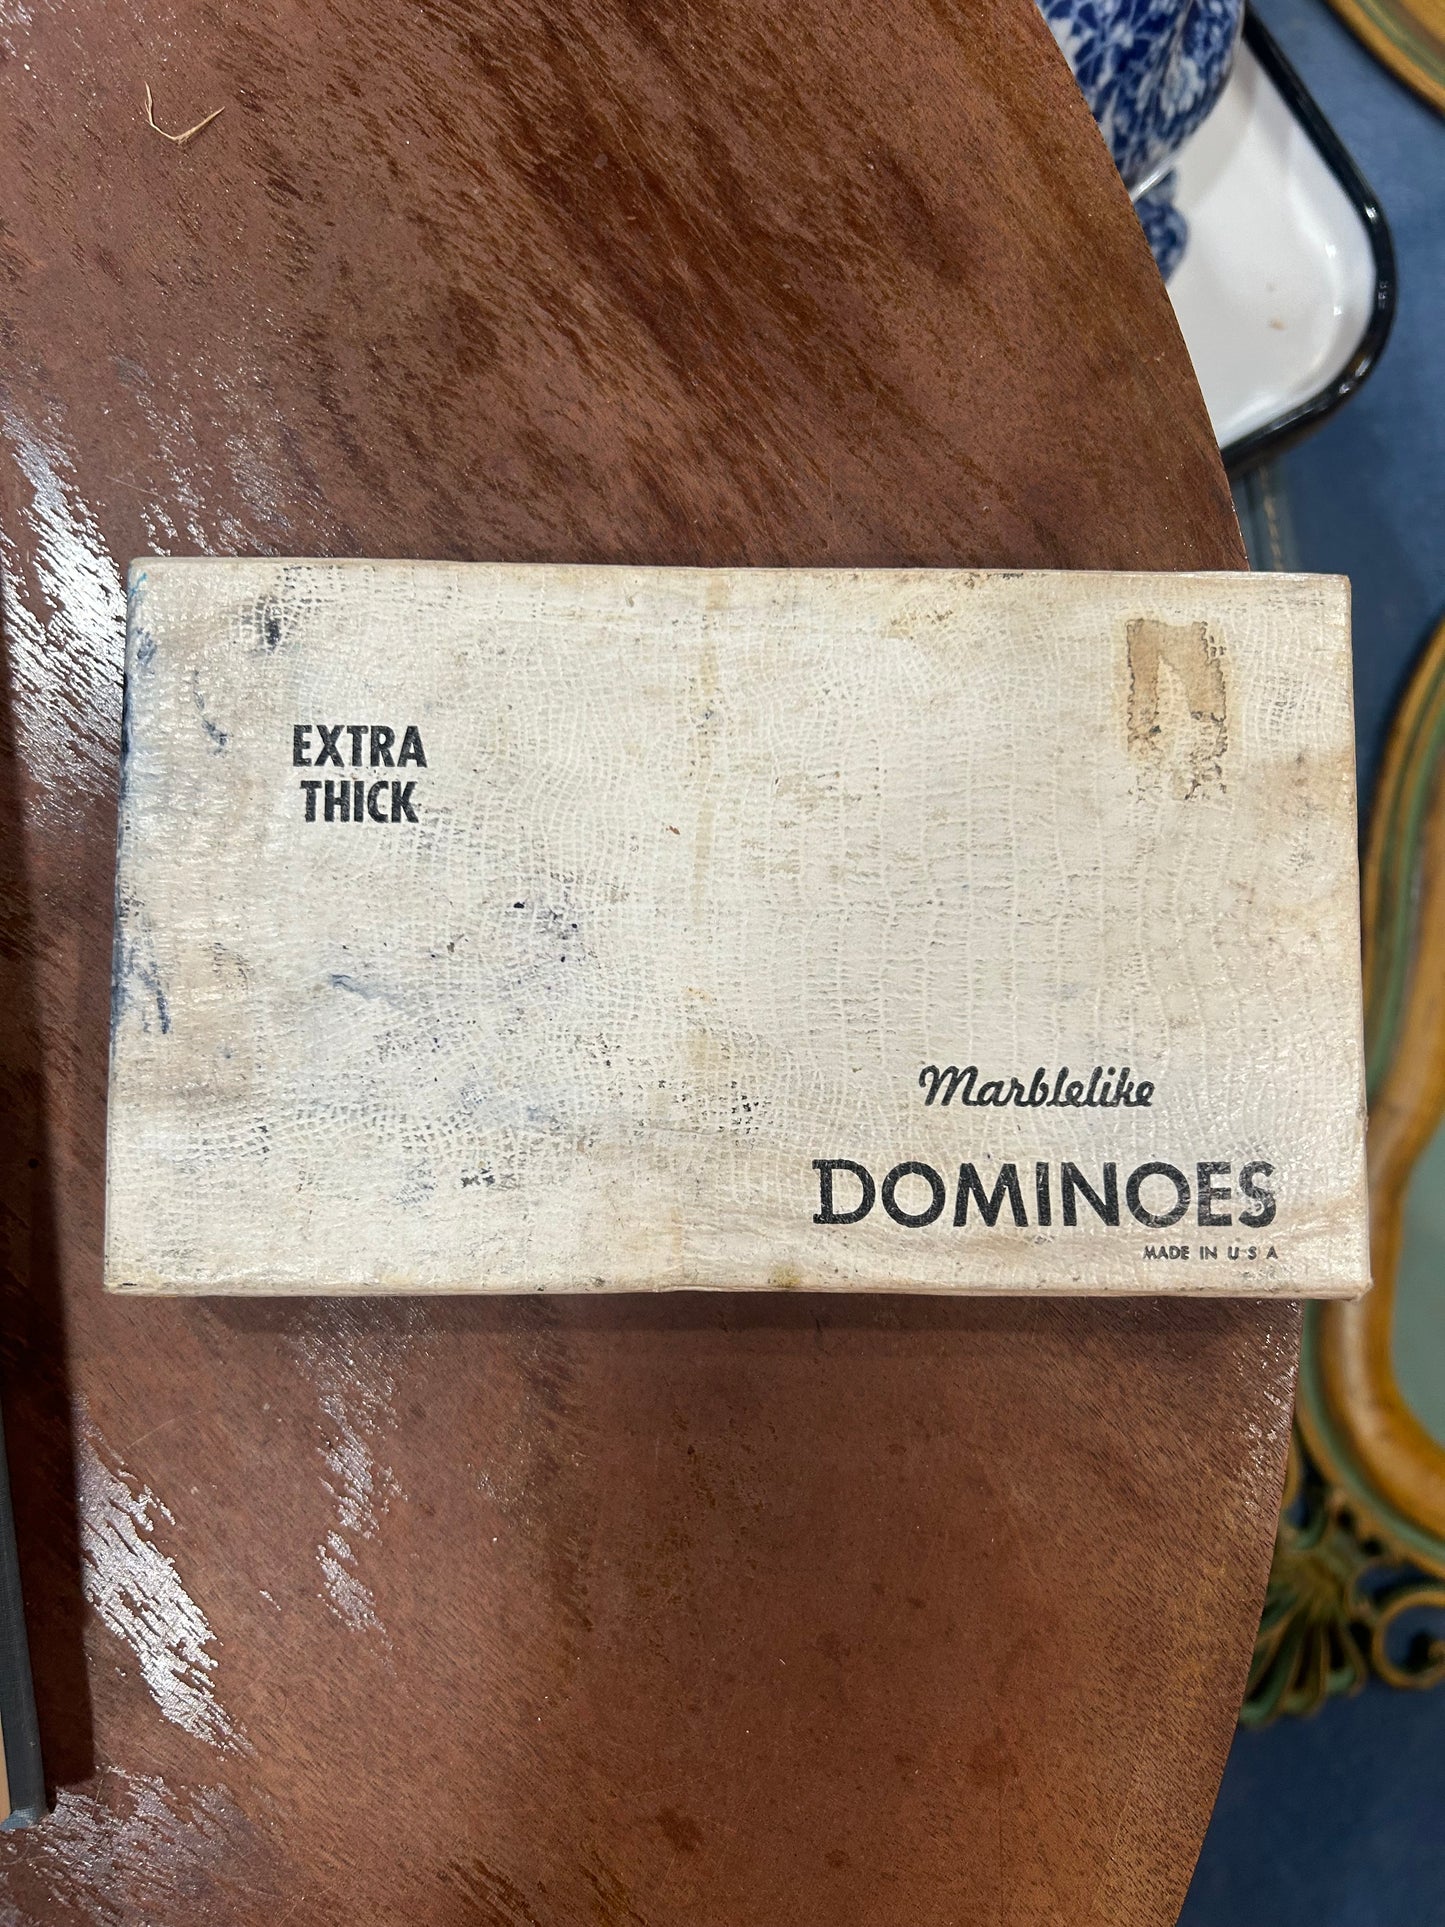 EXTRA
THICK
Marblelike
DOMINOES
MADE IN U S A